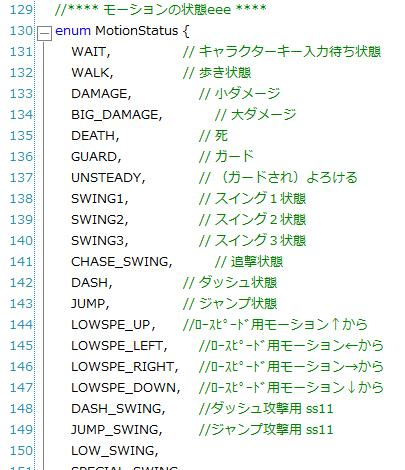 129 //**** モーションの状態eee ****
130 enum MotionStatus {
131 WAIT, // キャラクターキー入力待ち状態
132 WALK, // 歩き状態
133 DAMAGE, // 小ダメージ
134 BIG_DAMAGE, // 大ダメージ
135 DEATH, // 死
136 GUARD, // ガード
137 UNSTEADY, // （ガードされ）よろける
138 SWING1, // スイング１状態
139 SWING2, // スイング２状態
140 SWING3, // スイング３状態
141 CHASE_SWING, // 追撃状態
142 DASH, // ダッシュ状態
143 JUMP, // ジャンプ状態
144 LOWSPE_UP, //ﾛｰｽﾋﾟｰﾄﾞ用モーション↑から
145 LOWSPE_LEFT, //ﾛｰｽﾋﾟｰﾄﾞ用モーション←から
146 LOWSPE_RIGHT, //ﾛｰｽﾋﾟｰﾄﾞ用モーション→から
147 LOWSPE_DOWN, //ﾛｰｽﾋﾟｰﾄﾞ用モーション↓から
148 DASH_SWING, //ダッシュ攻撃用 ss11
149 JUMP_SWING, //ジャンプ攻撃用 ss11
150 LOW_SWING,
151 SPECIAL_SWING